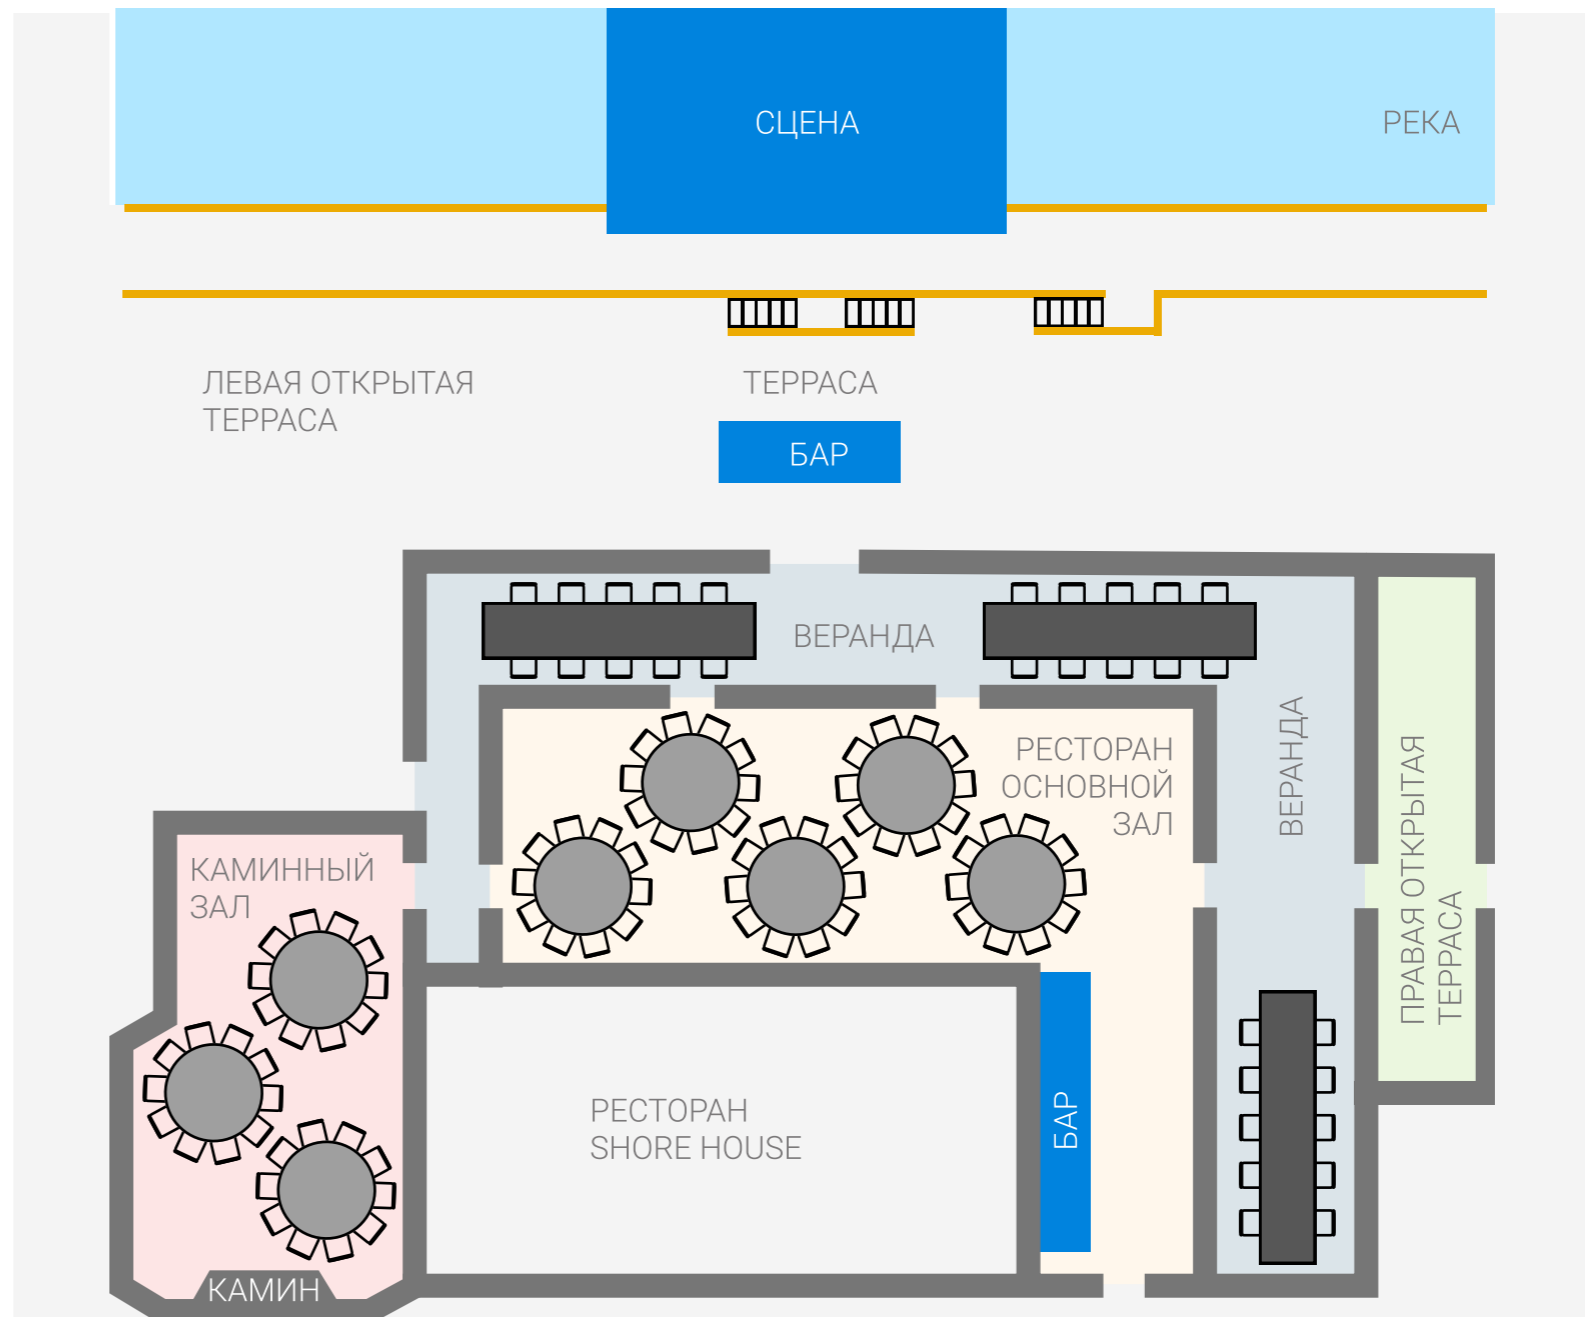 СЦЕНА
РЕКА
ЛЕВАЯ ОТКРЫТАЯ
ТЕРРАСА
ТЕРРАСА
БАР
ВЕРАНДА
ВЕРАНДА
РЕСТОРАН
ОСНОВНОЙ
ЗАЛ
ПРАВАЯ ОТКРЫТАЯ
ТЕРРАСА
КАМИННЫЙ
ЗАЛ
РЕСТОРАН
SHORE HOUSE
БАР
КАМИН